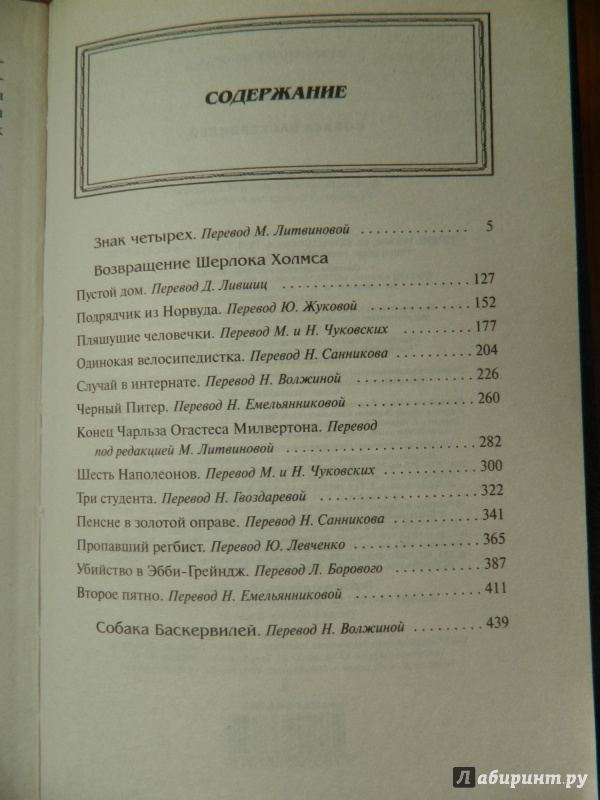 СОДЕРЖАНИЕ
Знак четырех. Перевод М. Литвиновой . . . . . . . . . . . . . 5
Возвращение Шерлока Холмса
Пустой дом. Перевод Д. Лившиц . . . . . . . . . . . . . . . . . 127
Подрядчик из Норвуда. Перевод Ю. Жуковой . . . . . . . . . . . . 152
Пляшущие человечки. Перевод М. и Н. Чуковских . . . . . . . . . 177
Одинокая велосипедистка. Перевод Н. Санникова . . . . . . . . . 204
Случай в интернате. Перевод Н. Волжиной . . . . . . . . . . . . 226
Черный Питер. Перевод Н. Емельянниковой . . . . . . . . . . . . 260
Конец Чарльза Огастеса Милвертона. Перевод
под редакцией М. Литвиновой . . . . . . . . . . . . . . . . . . 282
Шесть Наполеонов. Перевод М. и Н. Чуковских . . . . . . . . . . 300
Три студента. Перевод Н. Гвоздаревой . . . . . . . . . . . . . . 322
Пенсне в золотой оправе. Перевод Н. Санникова . . . . . . . . . 341
Пропавший регбист. Перевод Ю. Левченко . . . . . . . . . . . . . 365
Убийство в Эбби-Грейндж. Перевод Л. Борового . . . . . . . . . . 387
Второе пятно. Перевод Н. Емельянниковой . . . . . . . . . . . . 411
Собака Баскервилей. Перевод Н. Волжиной . . . . . . . . . 439
Лабиринт.ру